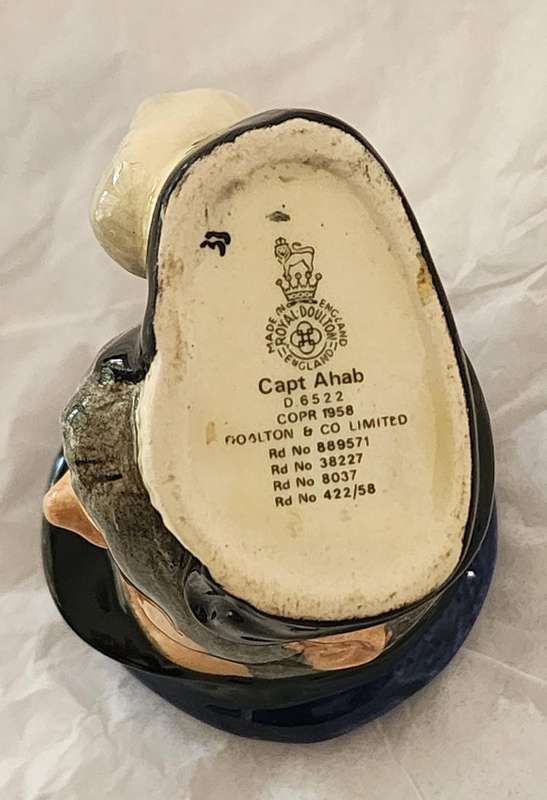 MADE IN ENGLAND
ROYAL DOULTON
ENGLAND
Capt Ahab
D.6522
COPR 1958
DOULTON & CO LIMITED
Rd No 889571
Rd No 38227
Rd No 8037
Rd No 422/58